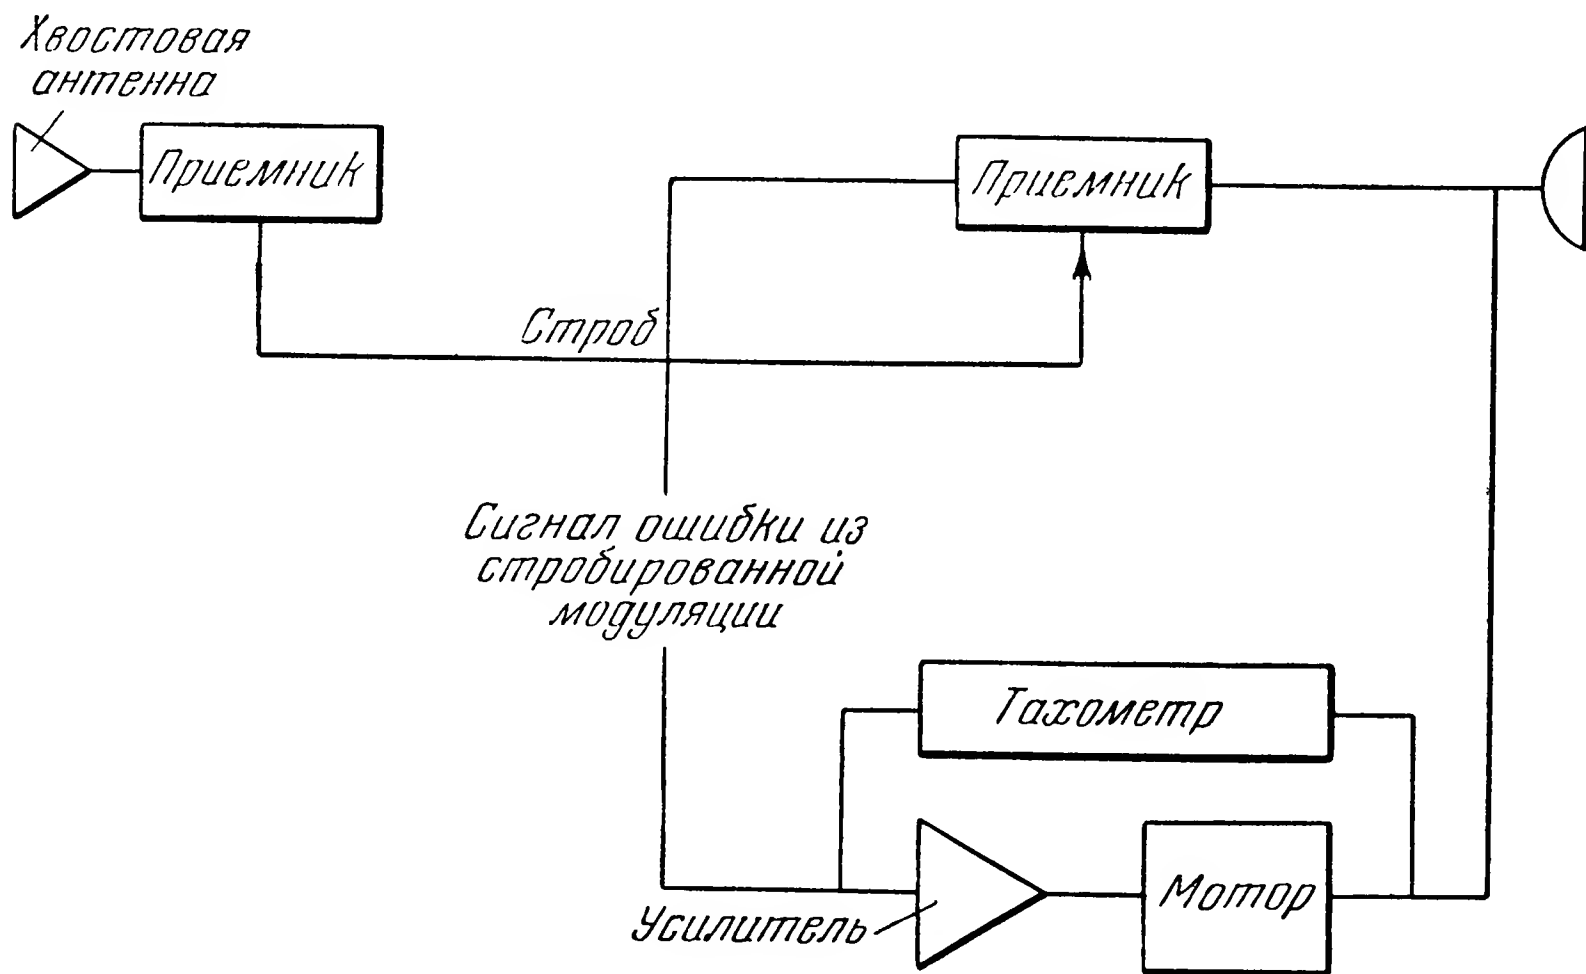 Хвостовая
антенна
Приемник
Приемник
Строб
Сигнал ошибки из
стробированной
модуляции
Тахометр
Усилитель
Мотор